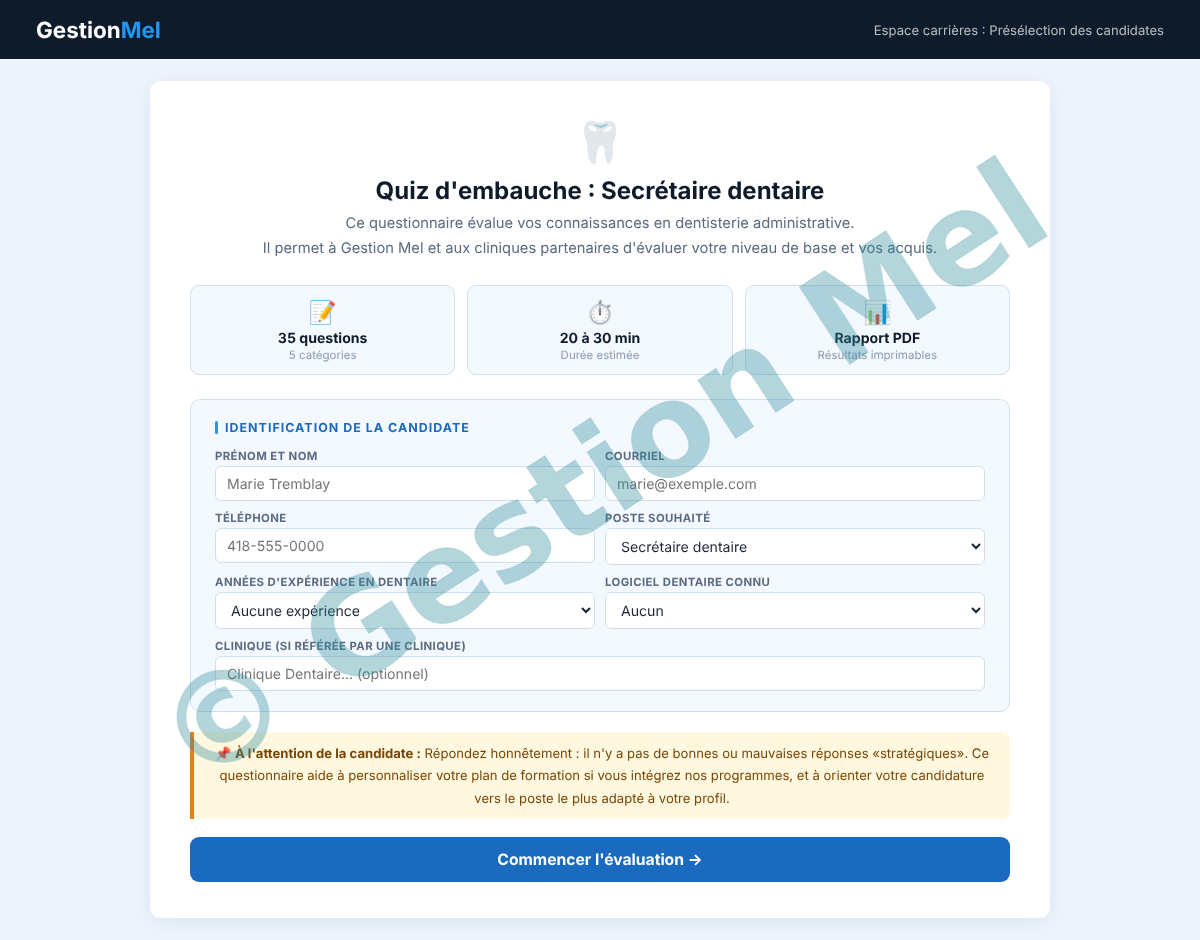 GestionMel
Espace carrières : Présélection des candidates
Quiz d'embauche : Secrétaire dentaire
Ce questionnaire évalue vos connaissances en dentisterie administrative.
Il permet à Gestion Mel et aux cliniques partenaires d'évaluer votre niveau de base et vos acquis.
35 questions
5 catégories
20 à 30 min
Durée estimée
Rapport PDF
Résultats imprimables
IDENTIFICATION DE LA CANDIDATE
PRÉNOM ET NOM
Marie Tremblay
COURRIEL
marie@exemple.com
TÉLÉPHONE
418-555-0000
POSTE SOUHAITÉ
Secrétaire dentaire
ANNÉES D'EXPÉRIENCE EN DENTAIRE
Aucune expérience
LOGICIEL DENTAIRE CONNU
Aucun
CLINIQUE (SI RÉFÉRÉE PAR UNE CLINIQUE)
Clinique Dentaire... (optionnel)
📌 À l'attention de la candidate : Répondez honnêtement : il n'y a pas de bonnes ou mauvaises réponses «stratégiques». Ce
questionnaire aide à personnaliser votre plan de formation si vous intégrez nos programmes, et à orienter votre candidature
vers le poste le plus adapté à votre profil.
Commencer l'évaluation →
© Gestion Mel